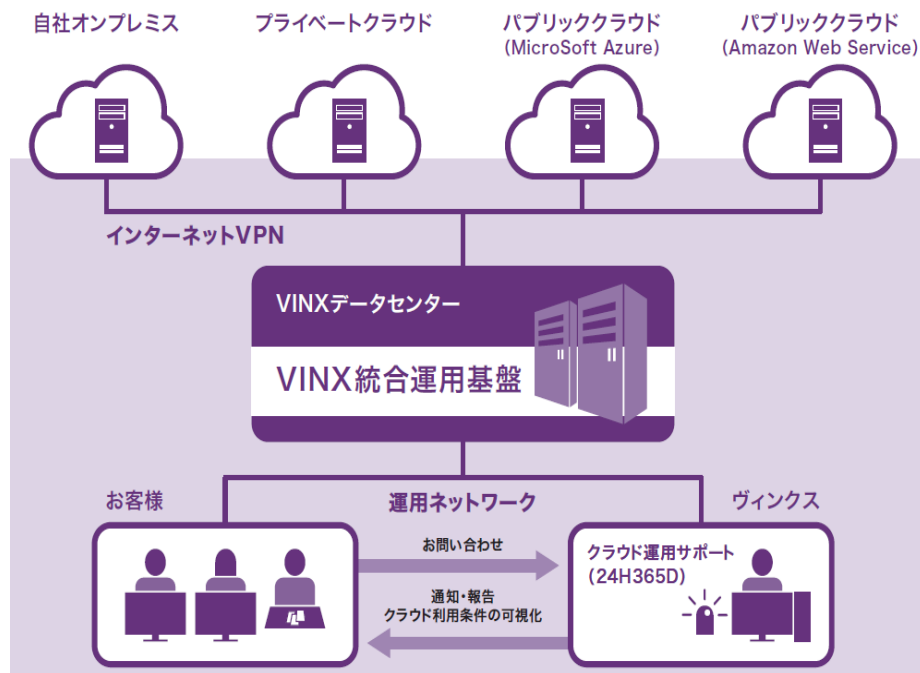 自社オンプレミス
プライベートクラウド
パブリッククラウド
(MicroSoft Azure)
パブリッククラウド
(Amazon Web Service)
インターネットVPN
VINXデータセンター
VINX統合運用基盤
お客様
運用ネットワーク
ヴィンクス
お問い合わせ
通知・報告
クラウド利用条件の可視化
クラウド運用サポート
(24H365D)